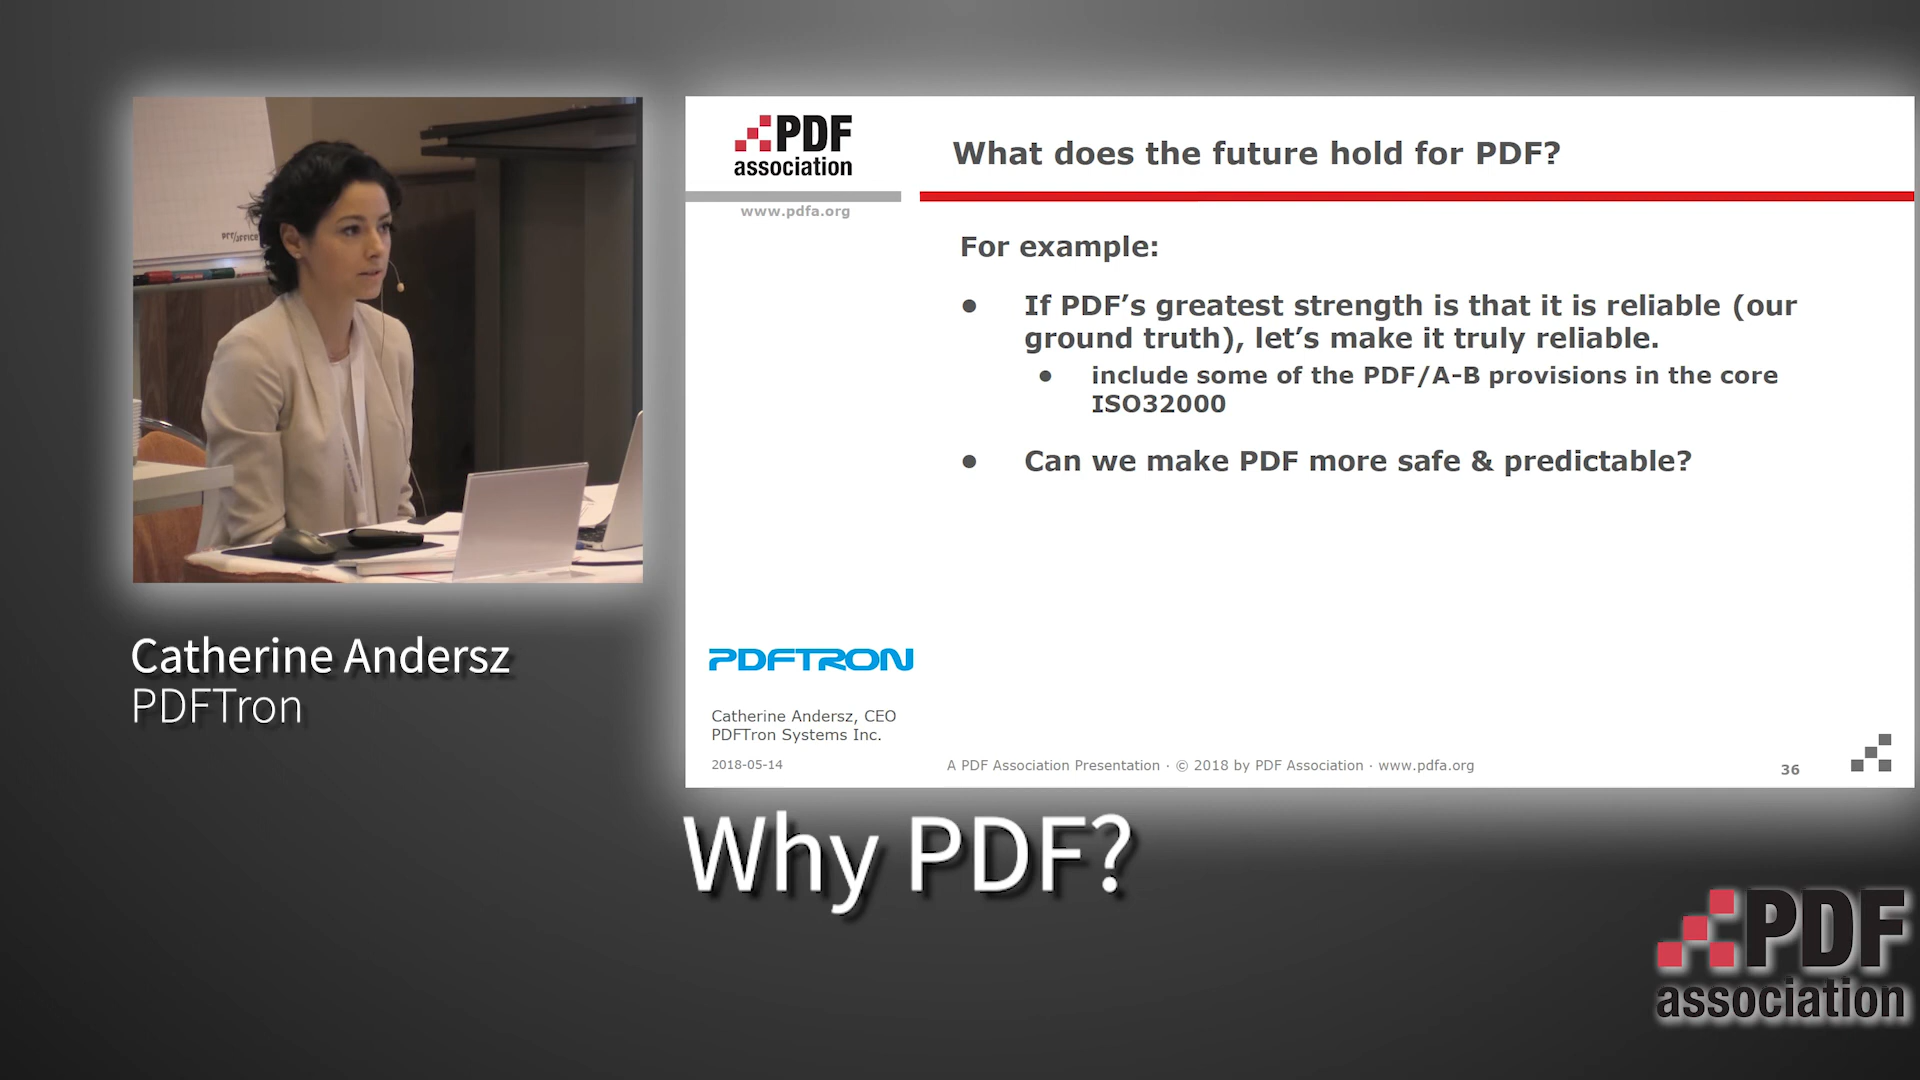 PDF
association
www.pdfa.org
What does the future hold for PDF?
For example:
● If PDF’s greatest strength is that it is reliable (our
ground truth), let’s make it truly reliable.
● include some of the PDF/A-B provisions in the core
ISO32000
● Can we make PDF more safe & predictable?
PDFTRON
Catherine Andersz, CEO
PDFTron Systems Inc.
2018-05-14
A PDF Association Presentation · © 2018 by PDF Association · www.pdfa.org
36
Catherine Andersz
PDFTron
Why PDF?
PDF
association